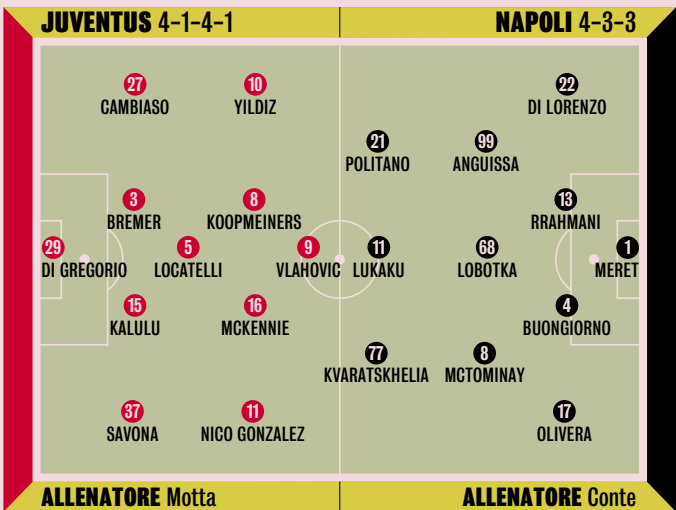 JUVENTUS 4-1-4-1
NAPOLI 4-3-3
27
CAMBIASO
10
YILDIZ
3
BREMER
8
KOOPMEINERS
29
DI GREGORIO
5
LOCATELLI
9
VLAHOVIC
15
KALULU
16
MCKENNIE
37
SAVONA
11
NICO GONZALEZ
22
DI LORENZO
21
POLITANO
99
ANGUISSA
13
RRAHMANI
11
LUKAKU
68
LOBOTKA
1
MERET
4
BUONGIORNO
77
KVARATSKHELIA
8
MCTOMINAY
17
OLIVERA
ALLENATORE Motta
ALLENATORE Conte